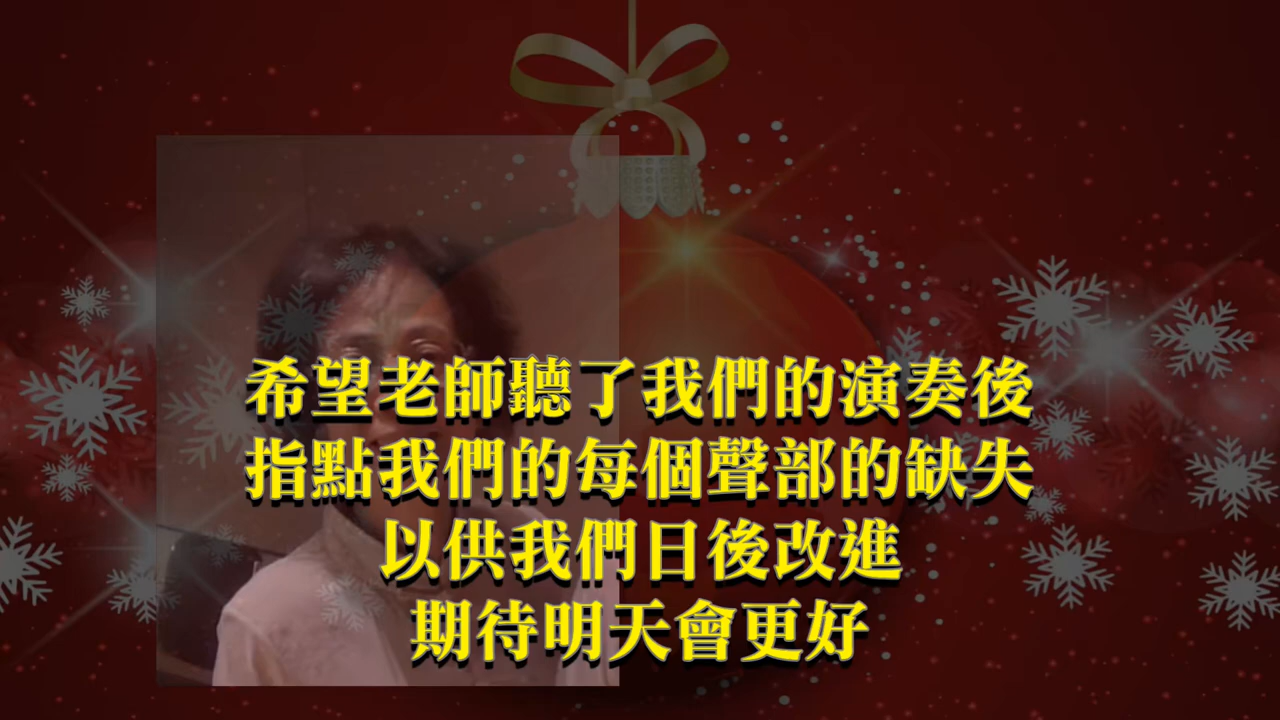 希望老師聽了我們的演奏後
指點我們的每個聲部的缺失
以供我們日後改進
期待明天會更好